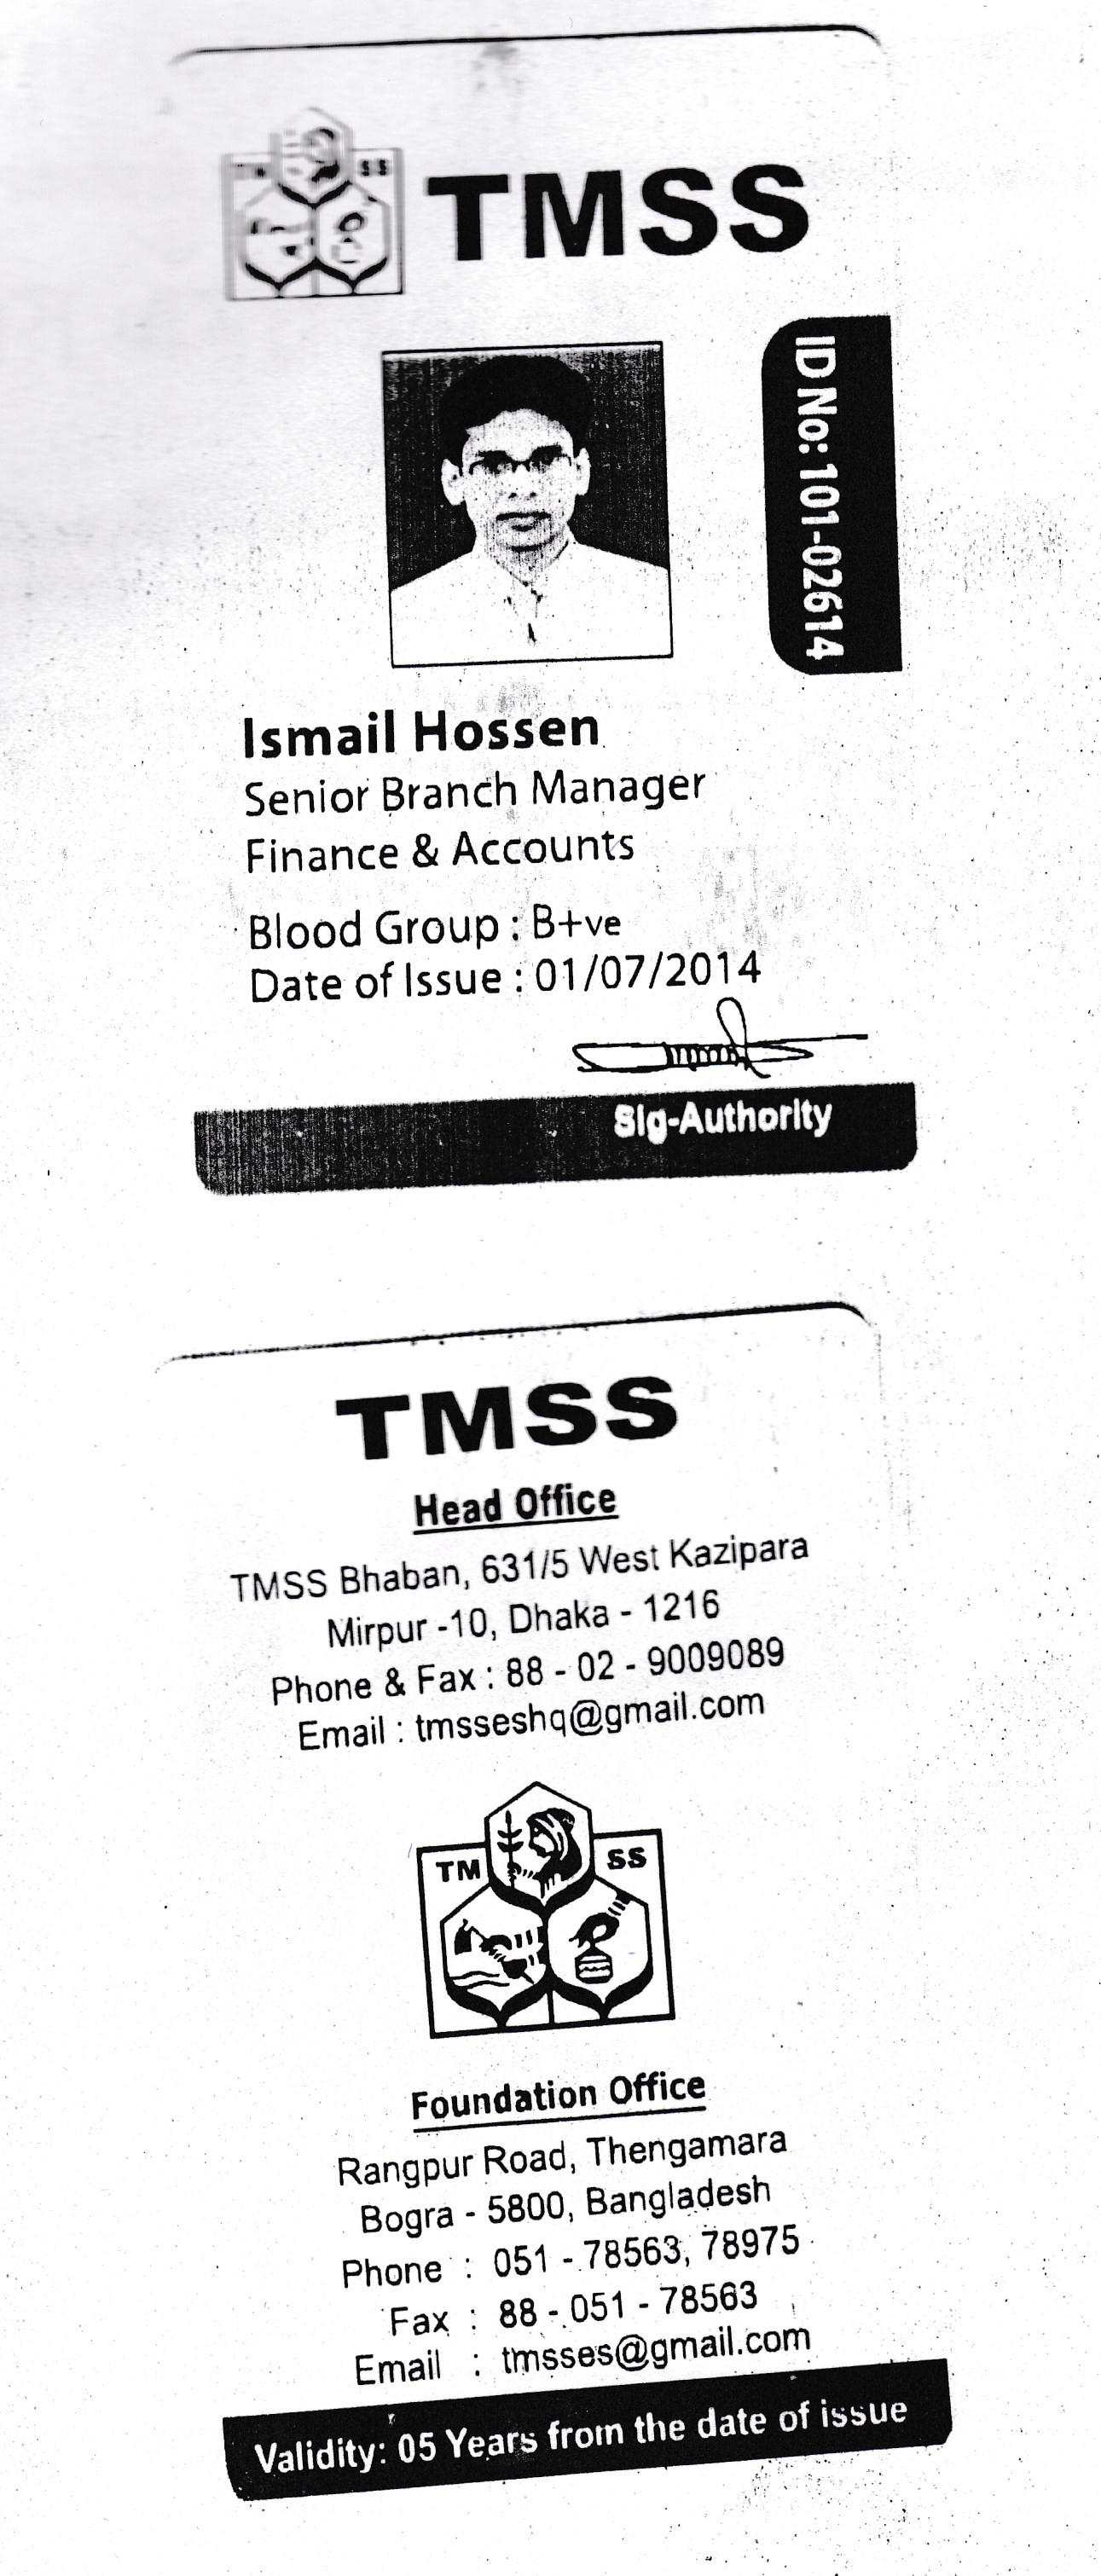 TM SS
TMSS
ID No: 101-02614
Ismail Hossen
Senior Branch Manager
Finance & Accounts
Blood Group : B+ve
Date of Issue : 01/07/2014
Sig-Authority
TMSS
Head Office
TMSS Bhaban, 631/5 West Kazipara
Mirpur -10, Dhaka - 1216
Phone & Fax : 88 - 02 - 9009089
Email : tmsseshq@gmail.com
TM SS
Foundation Office
Rangpur Road, Thengamara
Bogra - 5800, Bangladesh
Phone : 051 - 78563, 78975
Fax : 88 - 051 - 78563
Email : tmsses@gmail.com
Validity: 05 Years from the date of issue